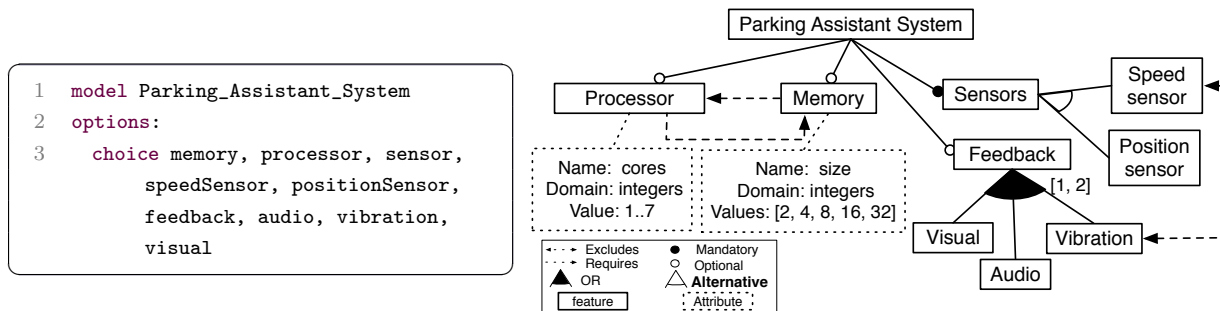 1 model Parking_Assistant_System
2 options:
3 choice memory, processor, sensor,
speedSensor, positionSensor,
feedback, audio, vibration,
visual
Parking Assistant System
Processor
Memory
Sensors
Speed
sensor
Position
sensor
Feedback
[1, 2]
Name: cores
Domain: integers
Value: 1..7
Name: size
Domain: integers
Values: [2, 4, 8, 16, 32]
Visual
Audio
Vibration
Excludes
Requires
OR
feature
Mandatory
Optional
Alternative
Attribute